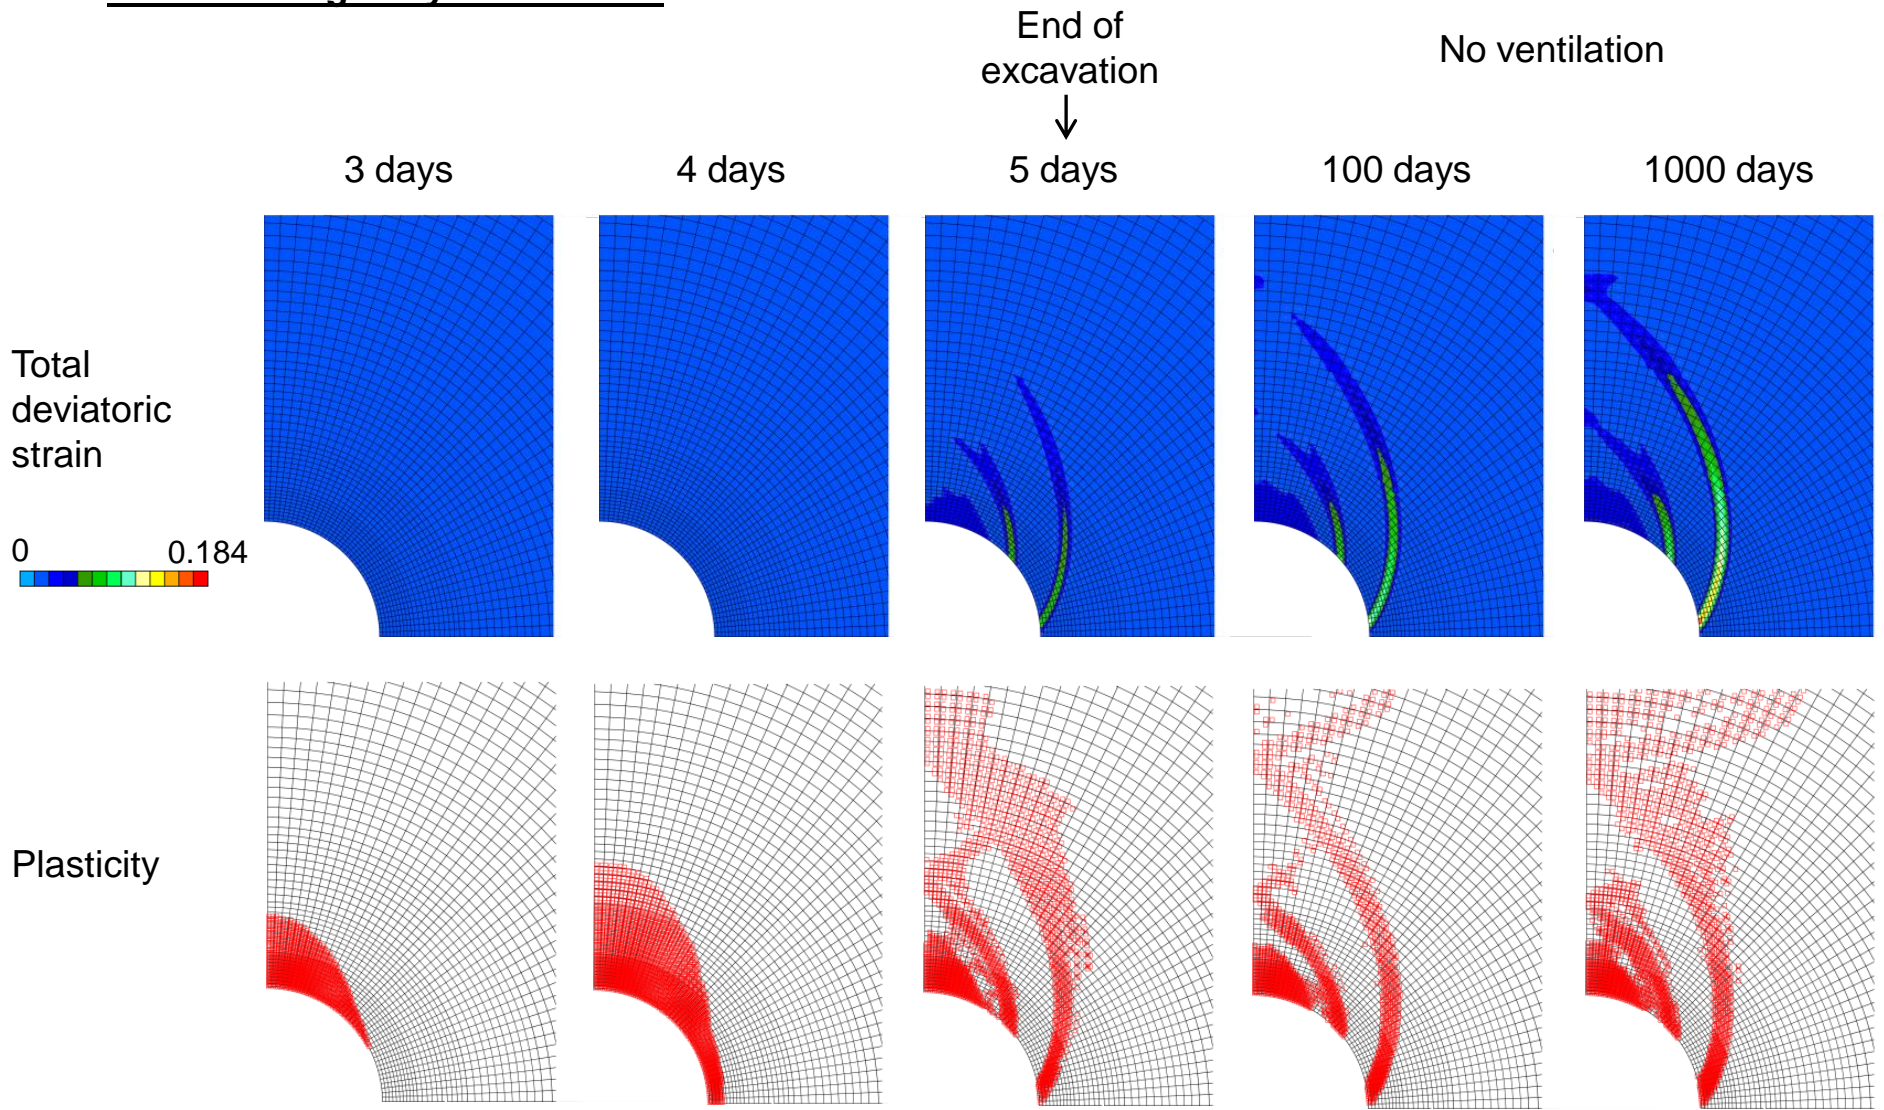 End of
excavation
No ventilation
3 days
4 days
5 days
100 days
1000 days
Total
deviatoric
strain
0
0.184
Plasticity